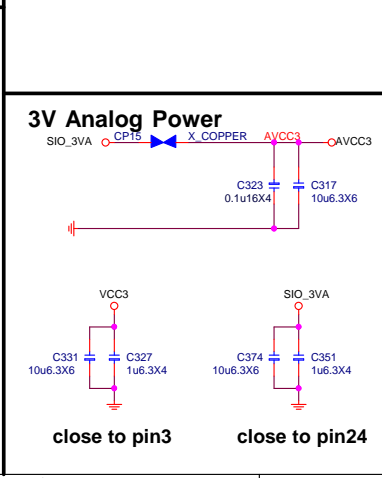 3V Analog Power
SIO_3VA CP15 X_COPPER AVCC3 AVCC3
C323 C317
0.1u16X4 10u6.3X6
VCC3 SIO_3VA
C331 C327 C374 C351
10u6.3X6 1u6.3X4 10u6.3X6 1u6.3X4
close to pin3 close to pin24